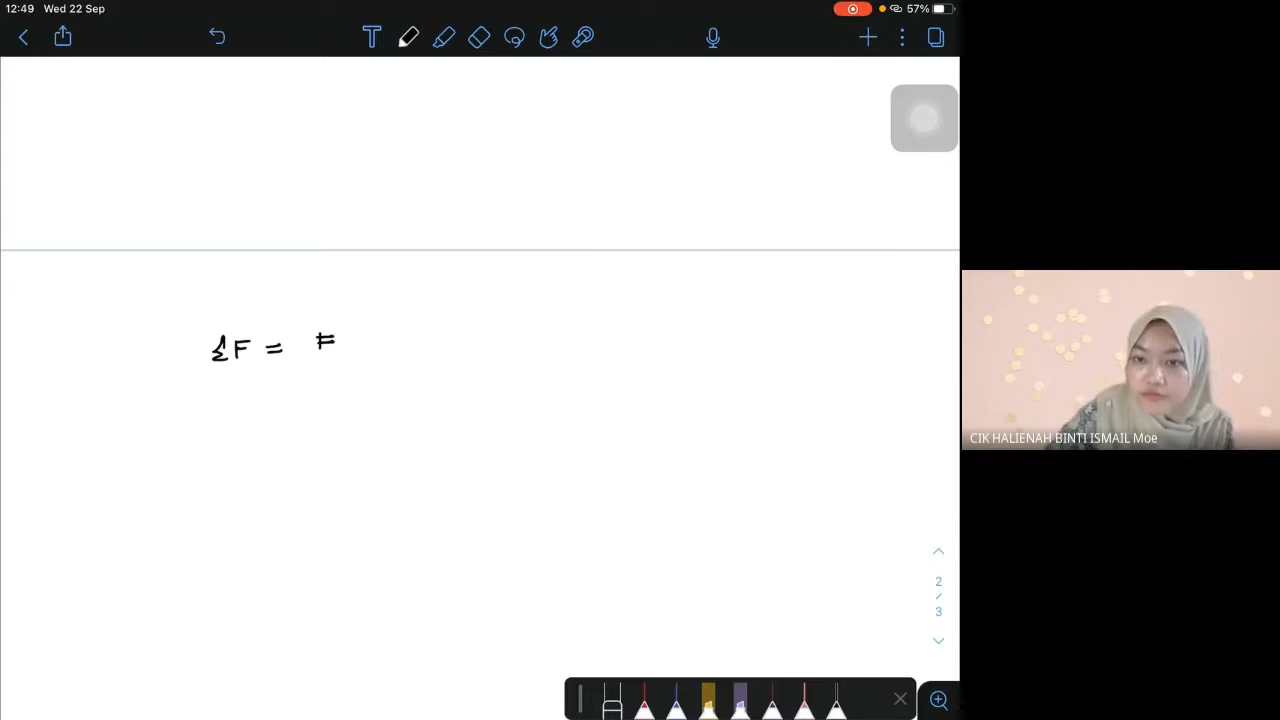 12:49 Wed 22 Sep 57%
T
ΣF = F
CIK HALIENAH BINTI ISMAIL Moe
2
/
3